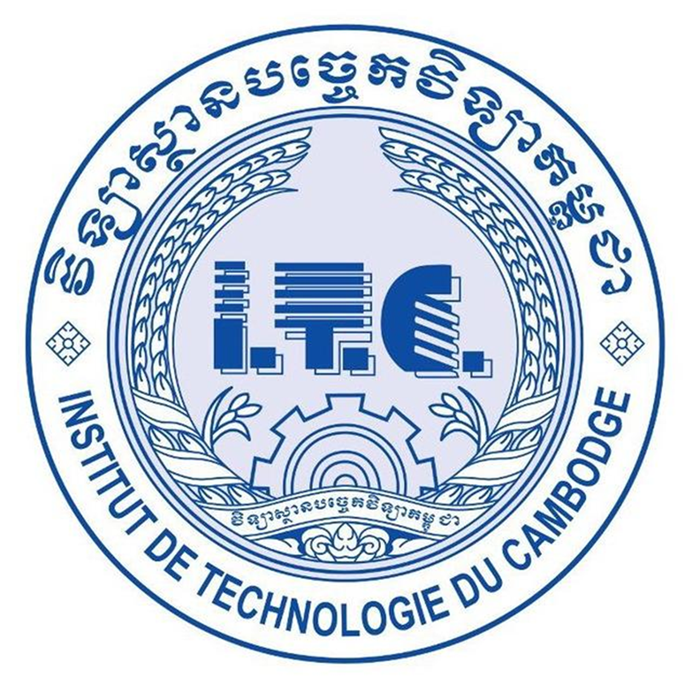 វិទ្យាស្ថានបច្ចេកវិទ្យាកម្ពុជា
I.T.C.
វិទ្យាស្ថានបច្ចេកវិទ្យាកម្ពុជា
INSTITUT DE TECHNOLOGIE DU CAMBODGE